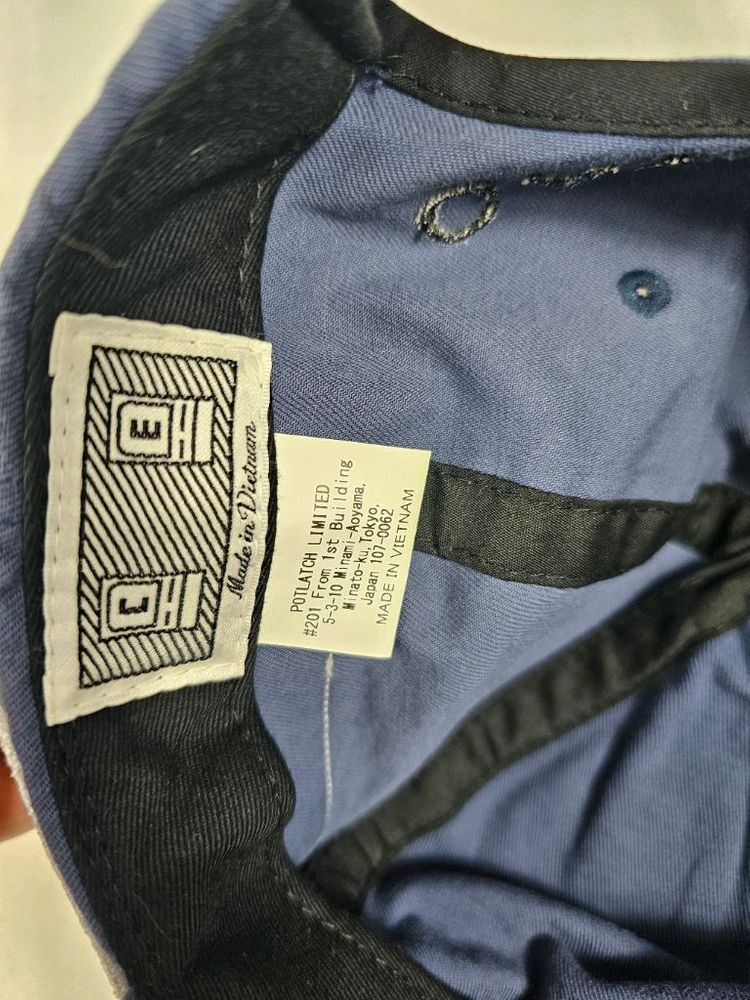 L E
Made in Vietnam
POTLATCH LIMITED
#201 From 1st Building
5-3-10 Minami-Aoyama,
Minato-ku,Tokyo,
Japan 107-0062
MADE IN VIETNAM